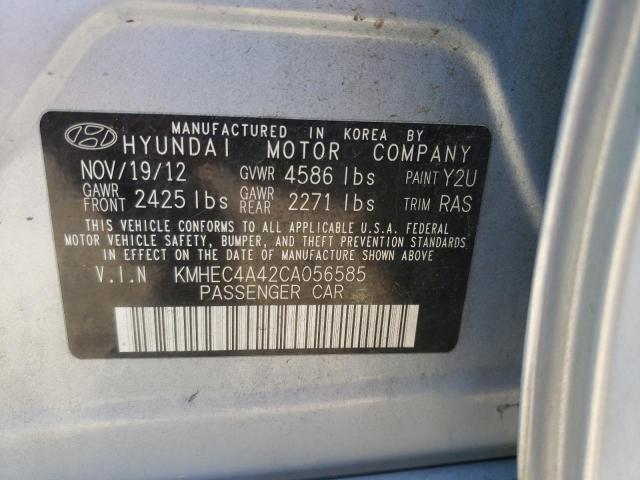 MANUFACTURED IN KOREA BY
HYUNDAI MOTOR COMPANY
NOV/19/12 GVWR 4586 lbs PAINT Y2U
GAWR FRONT 2425 lbs GAWR REAR 2271 lbs TRIM RAS
THIS VEHICLE CONFORMS TO ALL APPLICABLE U.S.A. FEDERAL
MOTOR VEHICLE SAFETY, BUMPER, AND THEFT PREVENTION STANDARDS
IN EFFECT ON THE DATE OF MANUFACTURE SHOWN ABOVE.
V.I.N KMHEC4A42CA056585
PASSENGER CAR